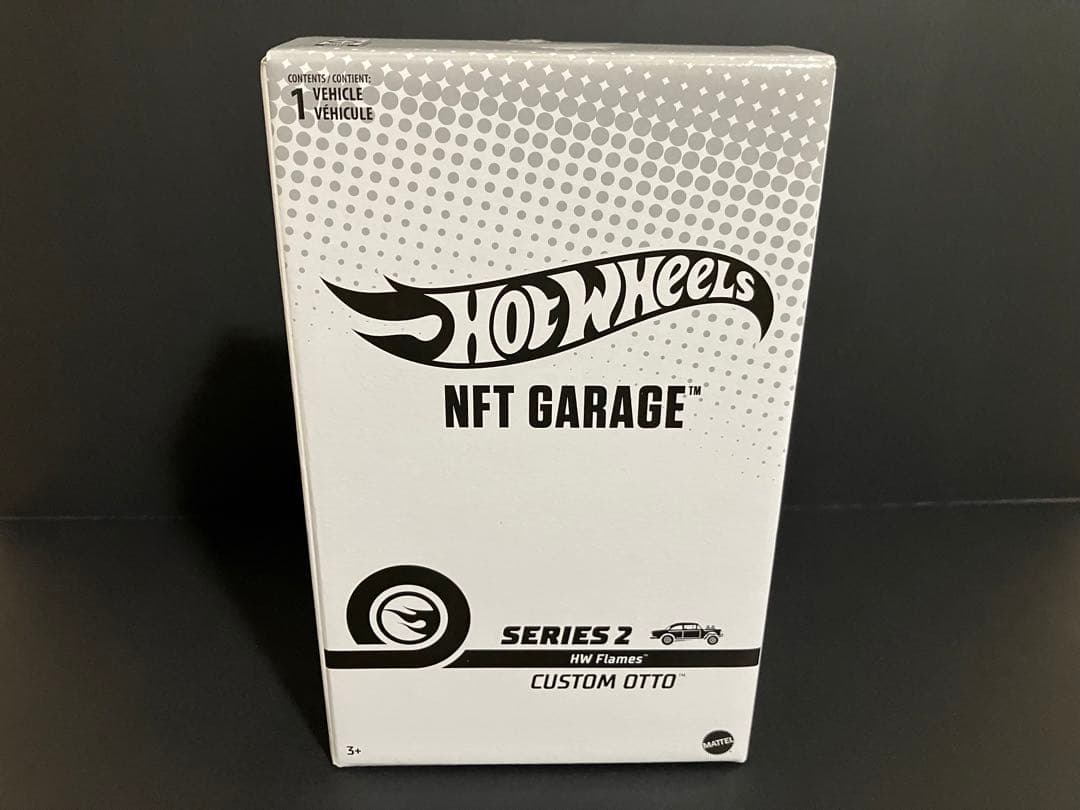 CONTENTS / CONTIENT:
1 VEHICLE
VÉHICULE
HOT WHEELS
NFT GARAGE™
SERIES 2
HW Flames™
CUSTOM OTTO™
3+
MATTEL